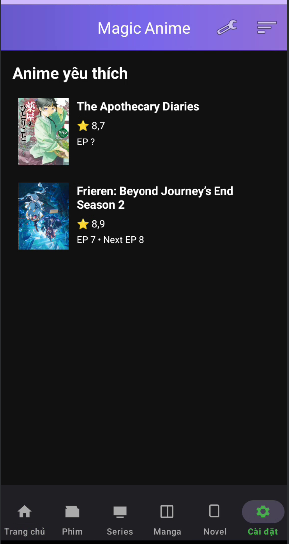 Magic Anime
Anime yêu thích
The Apothecary Diaries
⭐ 8,7
EP ?
Frieren: Beyond Journey’s End
Season 2
⭐ 8,9
EP 7 • Next EP 8
Trang chủ
Phim
Series
Manga
Novel
Cài đặt